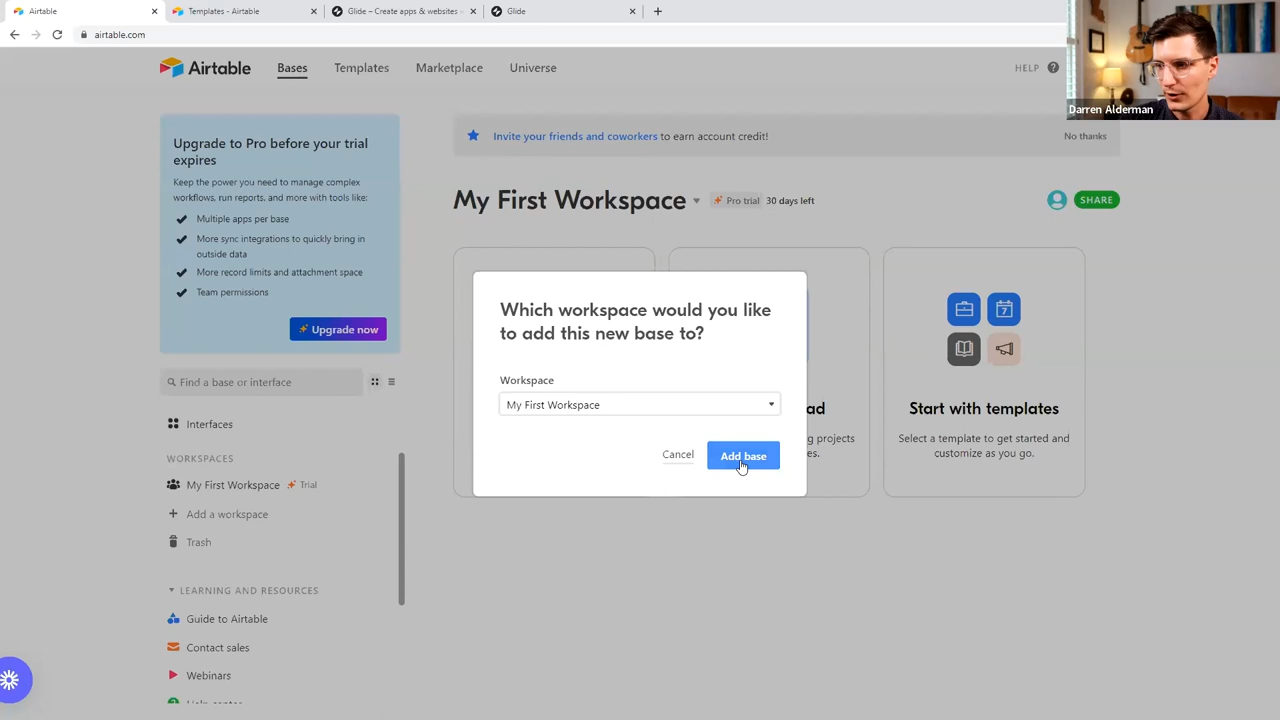 Airtable
Templates - Airtable
Glide – Create apps & websites
Glide
airtable.com
Airtable
Bases
Templates
Marketplace
Universe
HELP
Darren Alderman
Upgrade to Pro before your trial
expires
Keep the power you need to manage complex
workflows, run reports, and more with tools like:
Multiple apps per base
More sync integrations to quickly bring in
outside data
More record limits and attachment space
Team permissions
Upgrade now
Find a base or interface
Interfaces
WORKSPACES
My First Workspace
Trial
Add a workspace
Trash
LEARNING AND RESOURCES
Guide to Airtable
Contact sales
Webinars
Help center
Invite your friends and coworkers to earn account credit!
No thanks
My First Workspace
Pro trial
30 days left
SHARE
Which workspace would you like
to add this new base to?
Workspace
My First Workspace
Cancel
Add base
ad
g projects
es.
Start with templates
Select a template to get started and
customize as you go.